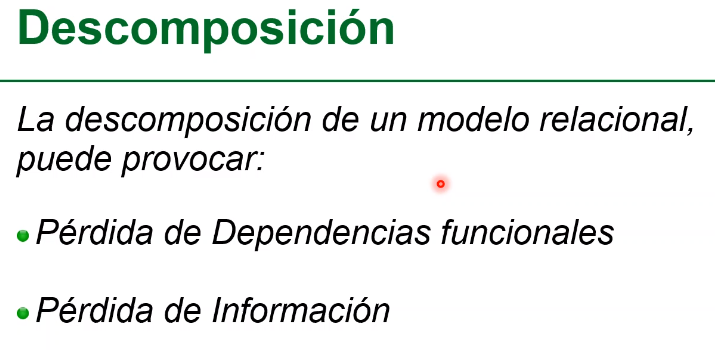 Descomposición
La descomposición de un modelo relacional,
puede provocar:
Pérdida de Dependencias funcionales
Pérdida de Información